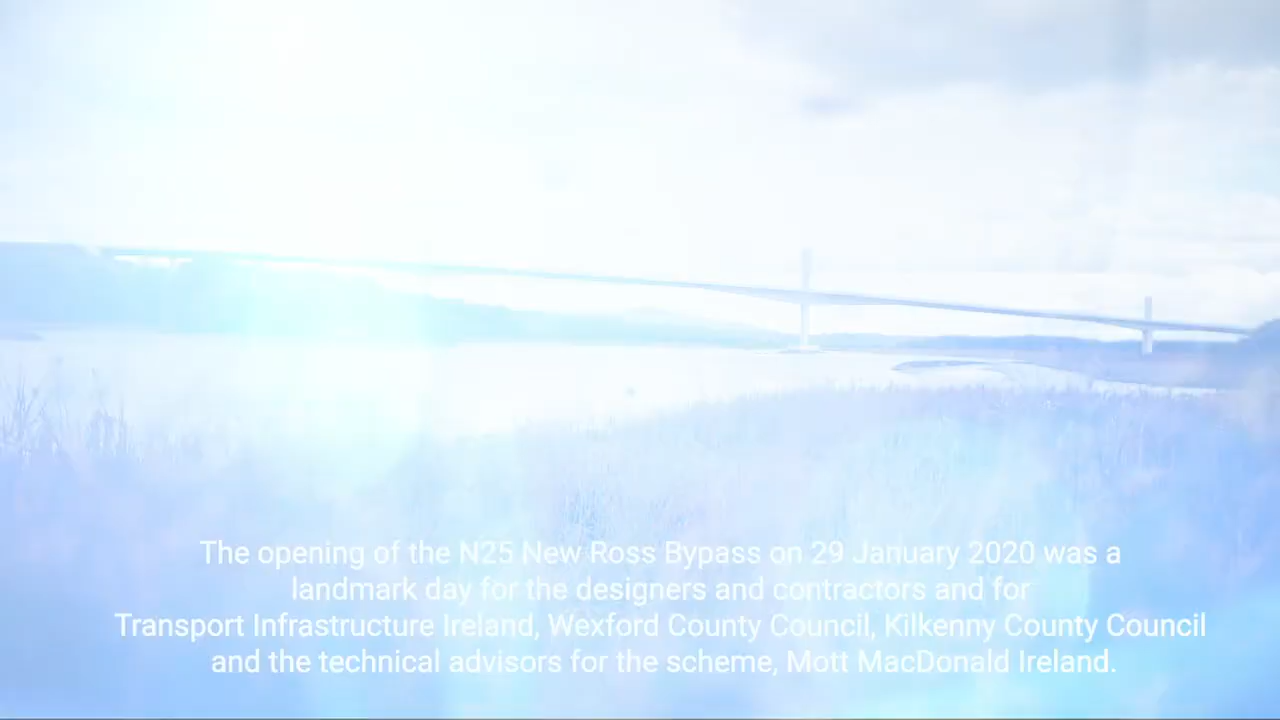 The opening of the N25 New Ross Bypass on 29 January 2020 was a
landmark day for the designers and contractors and for
Transport Infrastructure Ireland, Wexford County Council, Kilkenny County Council
and the technical advisors for the scheme, Mott MacDonald Ireland.